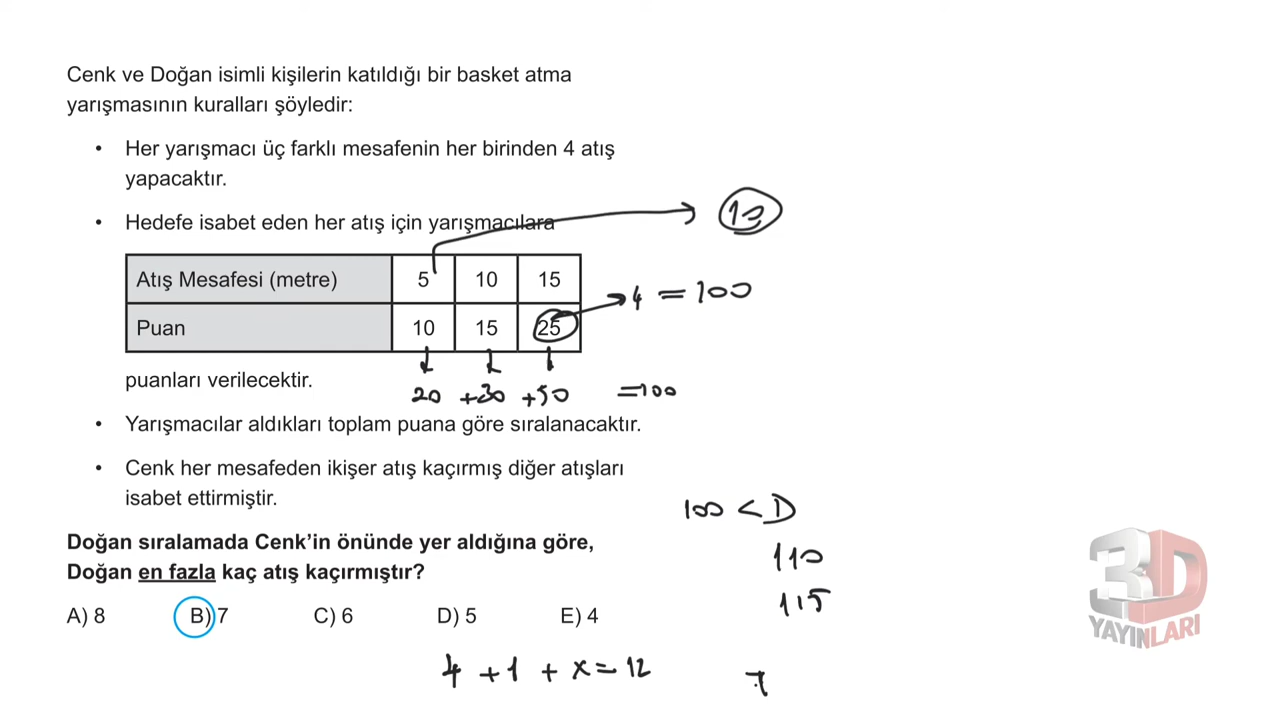 Cenk ve Doğan isimli kişilerin katıldığı bir basket atma
yarışmasının kuralları şöyledir:
• Her yarışmacı üç farklı mesafenin her birinden 4 atış
yapacaktır.
• Hedefe isabet eden her atış için yarışmacılara
10
Atış Mesafesi (metre) 5 10 15
4 = 100
Puan 10 15 25
puanları verilecektir.
20 +30 +50 =100
• Yarışmacılar aldıkları toplam puana göre sıralanacaktır.
• Cenk her mesafeden ikişer atış kaçırmış diğer atışları
isabet ettirmiştir.
100 < D
Doğan sıralamada Cenk'in önünde yer aldığına göre,
110
Doğan en fazla kaç atış kaçırmıştır?
115
A) 8 B) 7 C) 6 D) 5 E) 4
4 + 1 + x = 12
7
3D
YAYINLARI